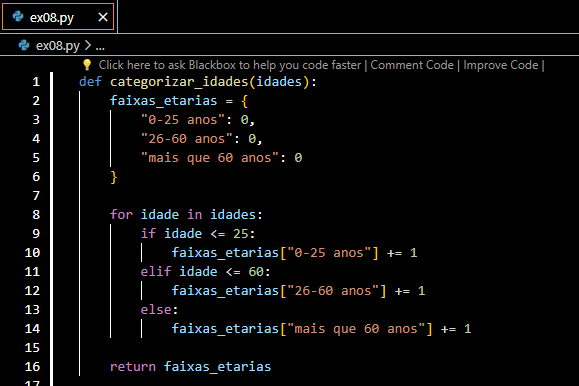 ex08.py ×
ex08.py > ...
Click here to ask Blackbox to help you code faster | Comment Code | Improve Code |
1 def categorizar_idades(idades):
2     faixas_etarias = {
3         "0-25 anos": 0,
4         "26-60 anos": 0,
5         "mais que 60 anos": 0
6     }
7
8     for idade in idades:
9         if idade <= 25:
10             faixas_etarias["0-25 anos"] += 1
11         elif idade <= 60:
12             faixas_etarias["26-60 anos"] += 1
13         else:
14             faixas_etarias["mais que 60 anos"] += 1
15
16     return faixas_etarias
17